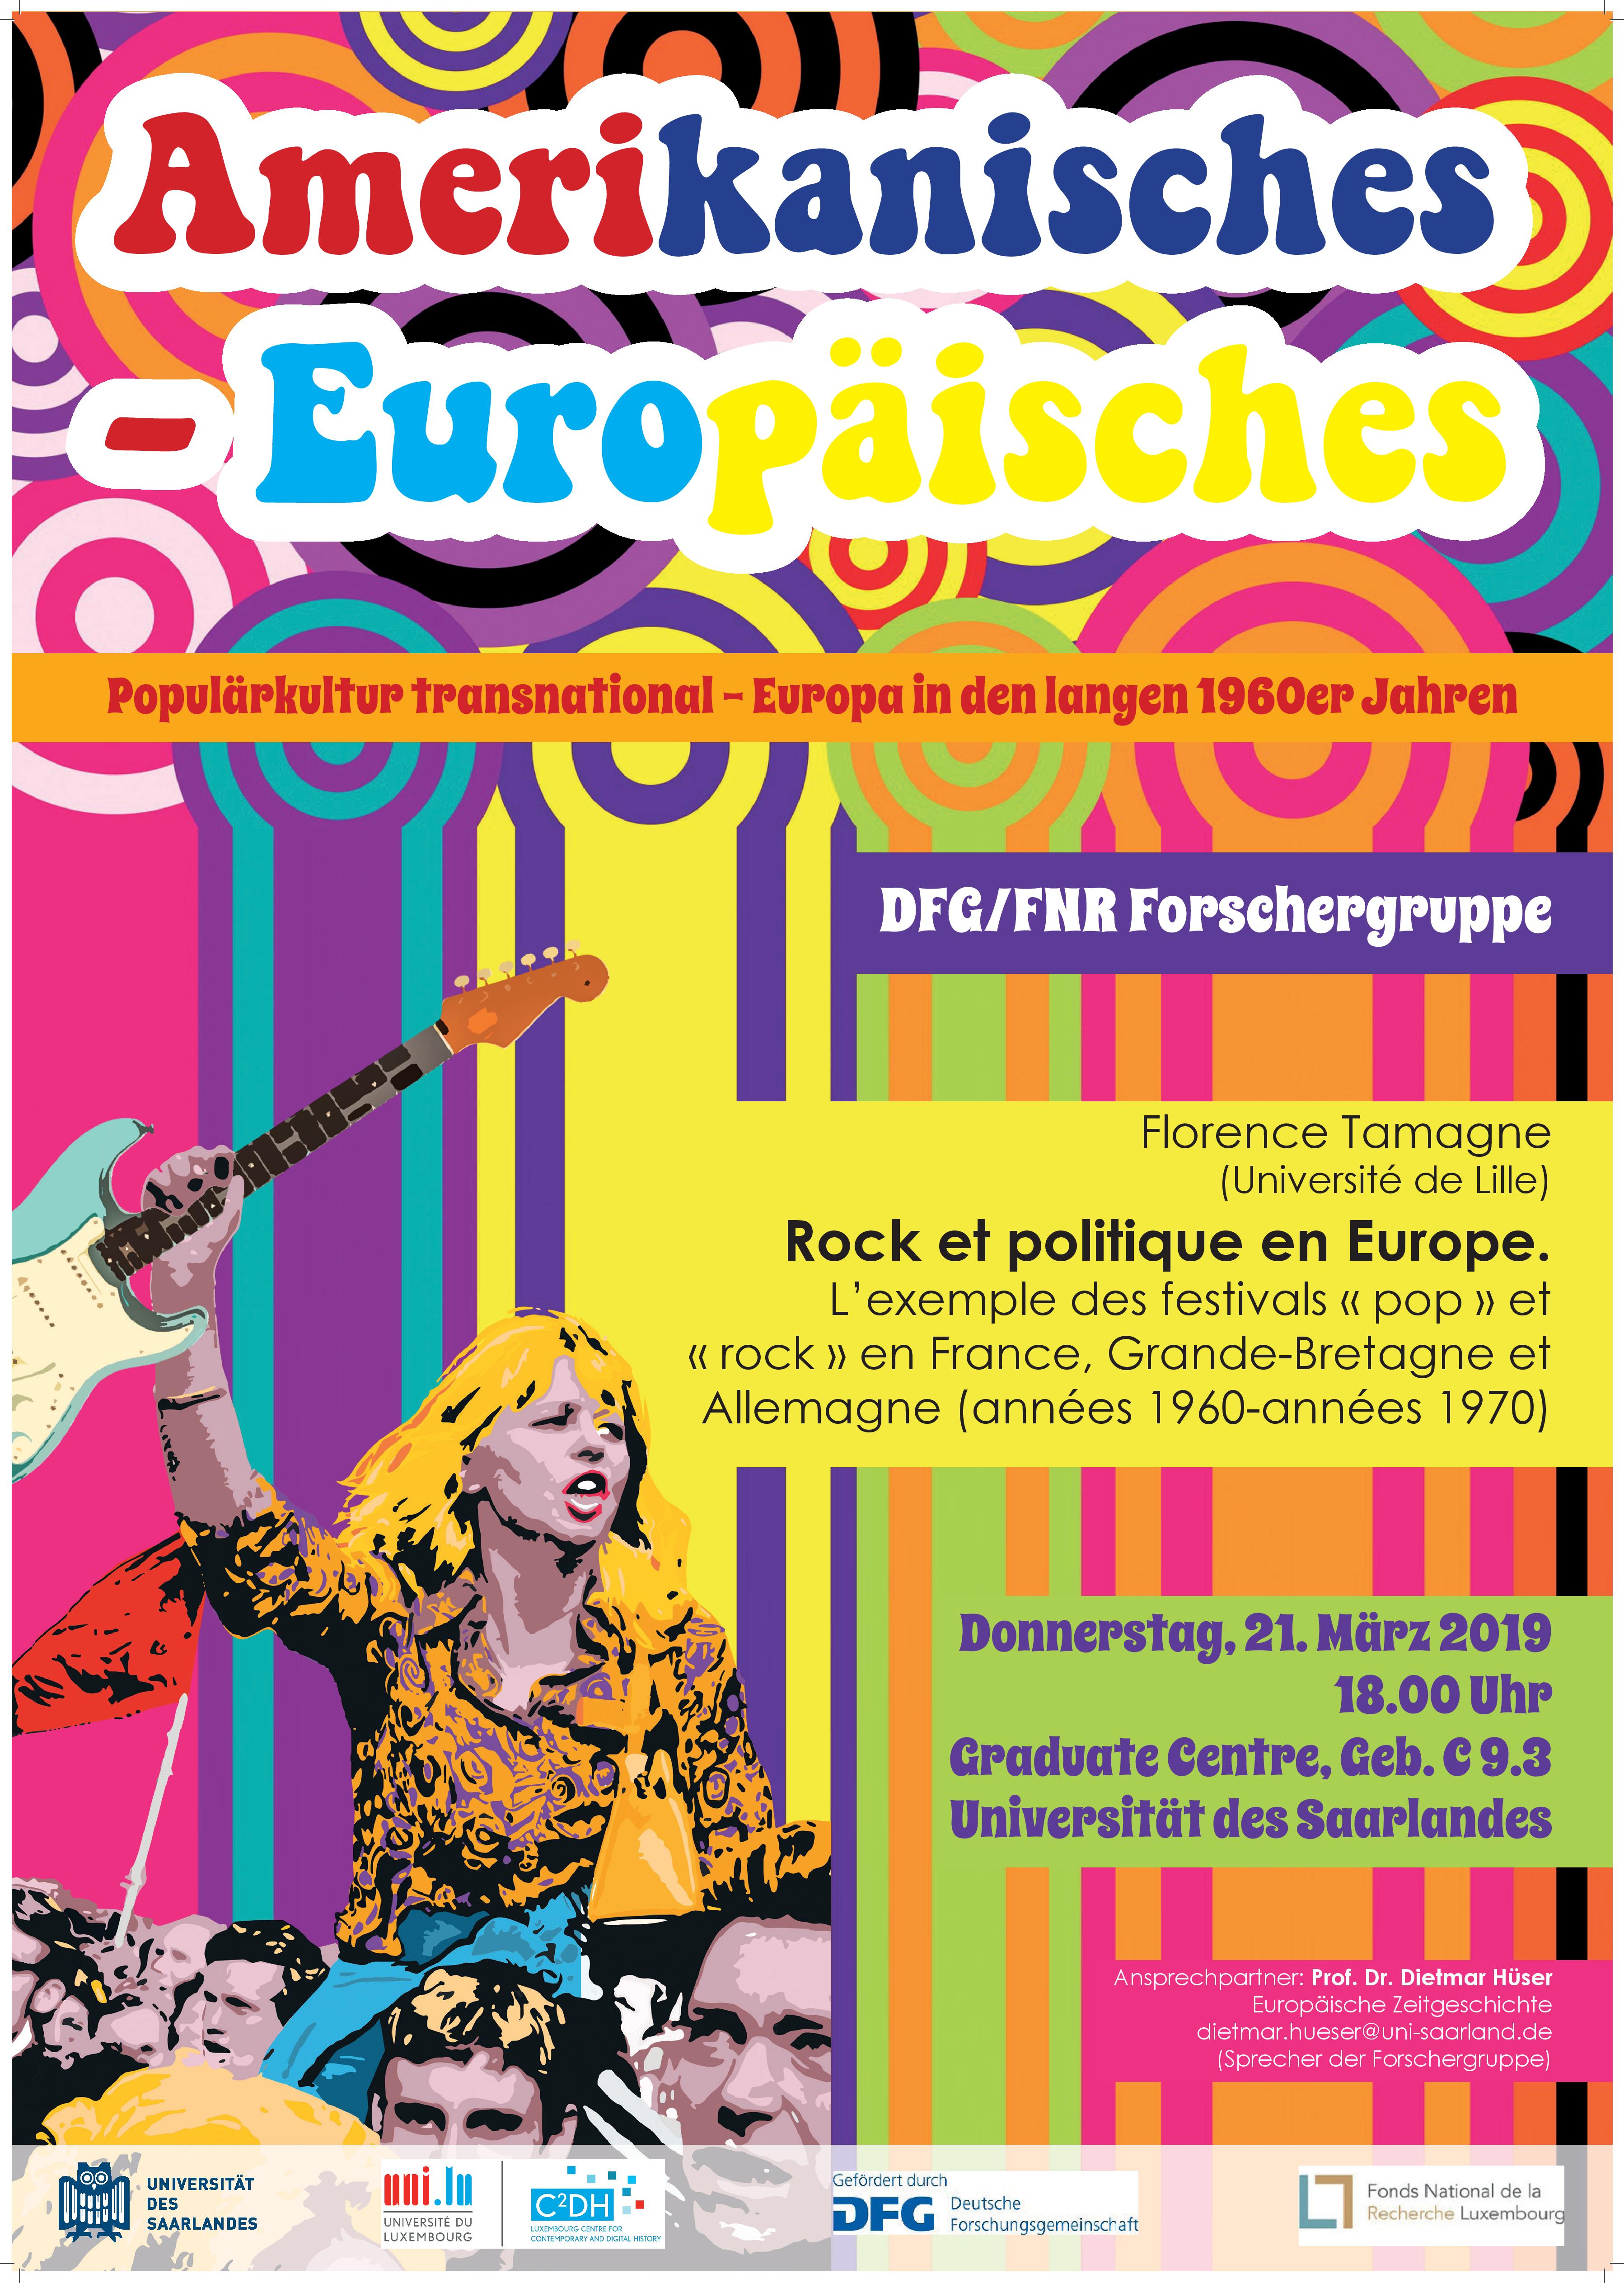 Amerikanisches
- Europäisches
Populärkultur transnational – Europa in den langen 1960er Jahren
DFG/FNR Forschergruppe
Florence Tamagne
(Université de Lille)
Rock et politique en Europe.
L'exemple des festivals « pop » et
« rock » en France, Grande-Bretagne et
Allemagne (années 1960-années 1970)
Donnerstag, 21. März 2019
18.00 Uhr
Graduate Centre, Geb. C 9.3
Universität des Saarlandes
Ansprechpartner: Prof. Dr. Dietmar Hüser
Europäische Zeitgeschichte
dietmar.hueser@uni-saarland.de
(Sprecher der Forschergruppe)
UNIVERSITÄT
DES
SAARLANDES
uni.lu
UNIVERSITÉ DU
LUXEMBOURG
C²DH
LUXEMBOURG CENTRE FOR
CONTEMPORARY AND DIGITAL HISTORY
Gefördert durch
DFG
Deutsche
Forschungsgemeinschaft
Fonds National de la
Recherche Luxembourg